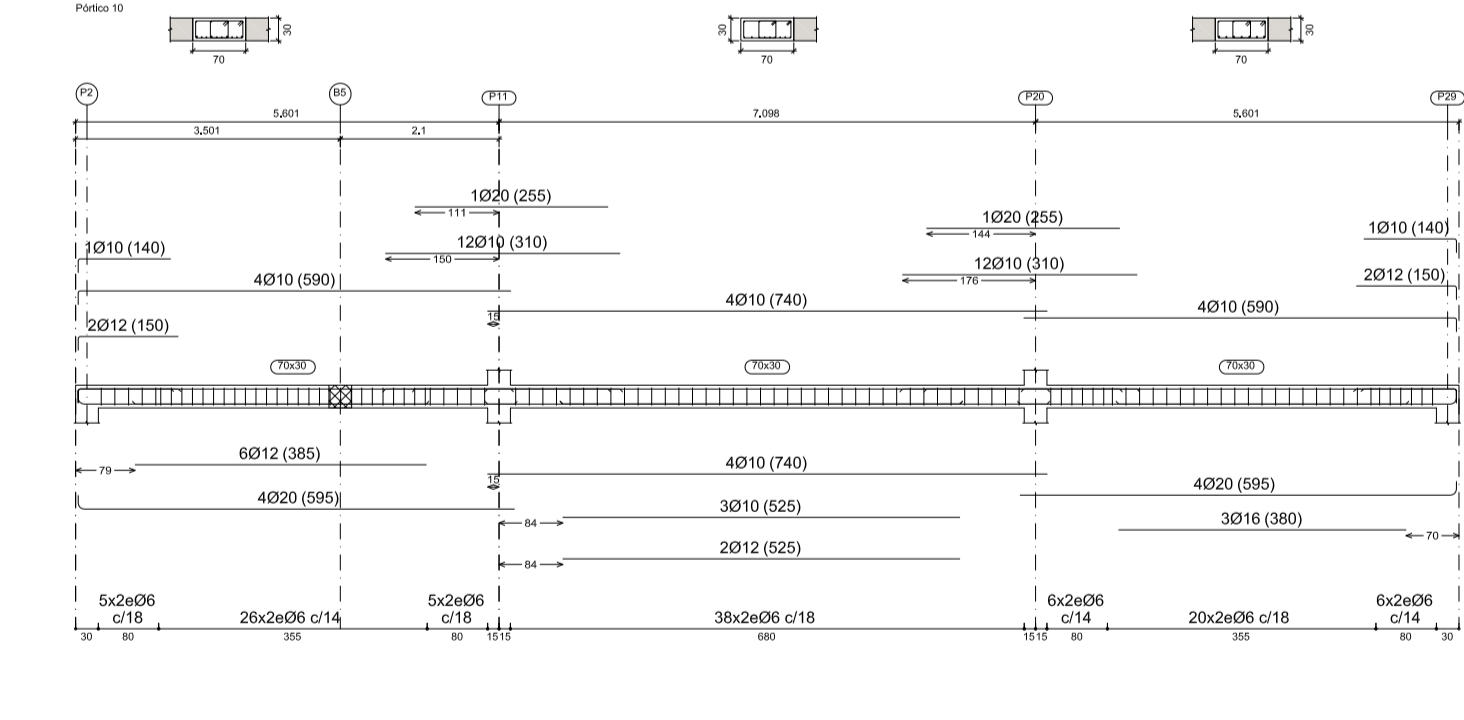 Pórtico 10
30
70
30
70
30
70
P2
B5
P11
P20
P29
5.601
7.098
5.601
3.501
2.1
1Ø20 (255)
111
1Ø20 (255)
144
1Ø10 (140)
12Ø10 (310)
150
1Ø10 (140)
12Ø10 (310)
176
4Ø10 (590)
2Ø12 (150)
4Ø10 (740)
15
4Ø10 (590)
2Ø12 (150)
70x30
70x30
70x30
6Ø12 (385)
79
4Ø10 (740)
15
4Ø20 (595)
4Ø20 (595)
3Ø10 (525)
84
3Ø16 (380)
70
2Ø12 (525)
84
5x2eØ6
c/18
26x2eØ6 c/14
5x2eØ6
c/18
38x2eØ6 c/18
6x2eØ6
c/14
20x2eØ6 c/18
6x2eØ6
c/14
30
80
355
80
15
15
680
15
15
80
355
80
30